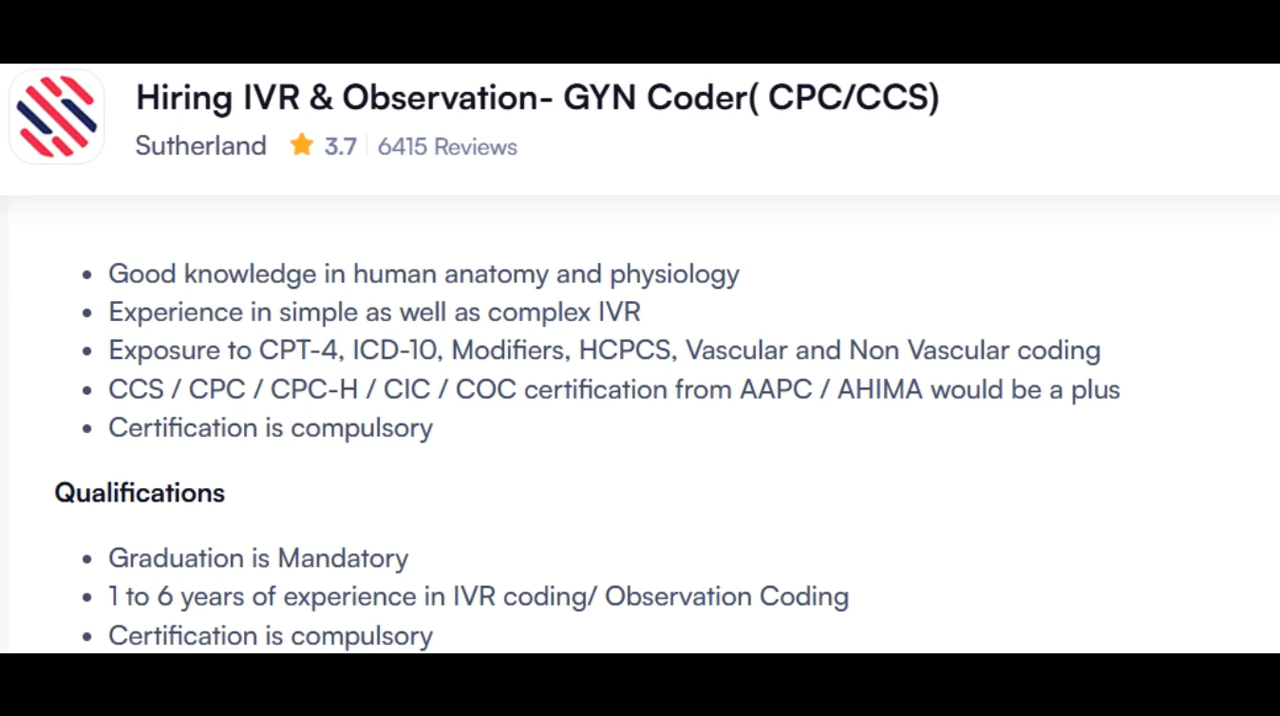 Hiring IVR & Observation- GYN Coder( CPC/CCS)
Sutherland 3.7 6415 Reviews
Good knowledge in human anatomy and physiology
Experience in simple as well as complex IVR
Exposure to CPT-4, ICD-10, Modifiers, HCPCS, Vascular and Non Vascular coding
CCS / CPC / CPC-H / CIC / COC certification from AAPC / AHIMA would be a plus
Certification is compulsory
Qualifications
Graduation is Mandatory
1 to 6 years of experience in IVR coding/ Observation Coding
Certification is compulsory